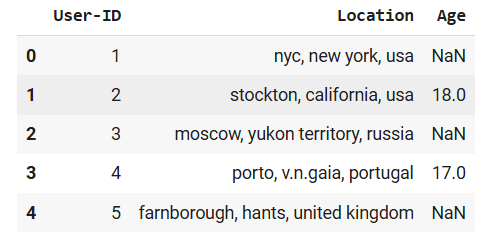 User-ID Location Age
0 1 nyc, new york, usa NaN
1 2 stockton, california, usa 18.0
2 3 moscow, yukon territory, russia NaN
3 4 porto, v.n.gaia, portugal 17.0
4 5 farnborough, hants, united kingdom NaN